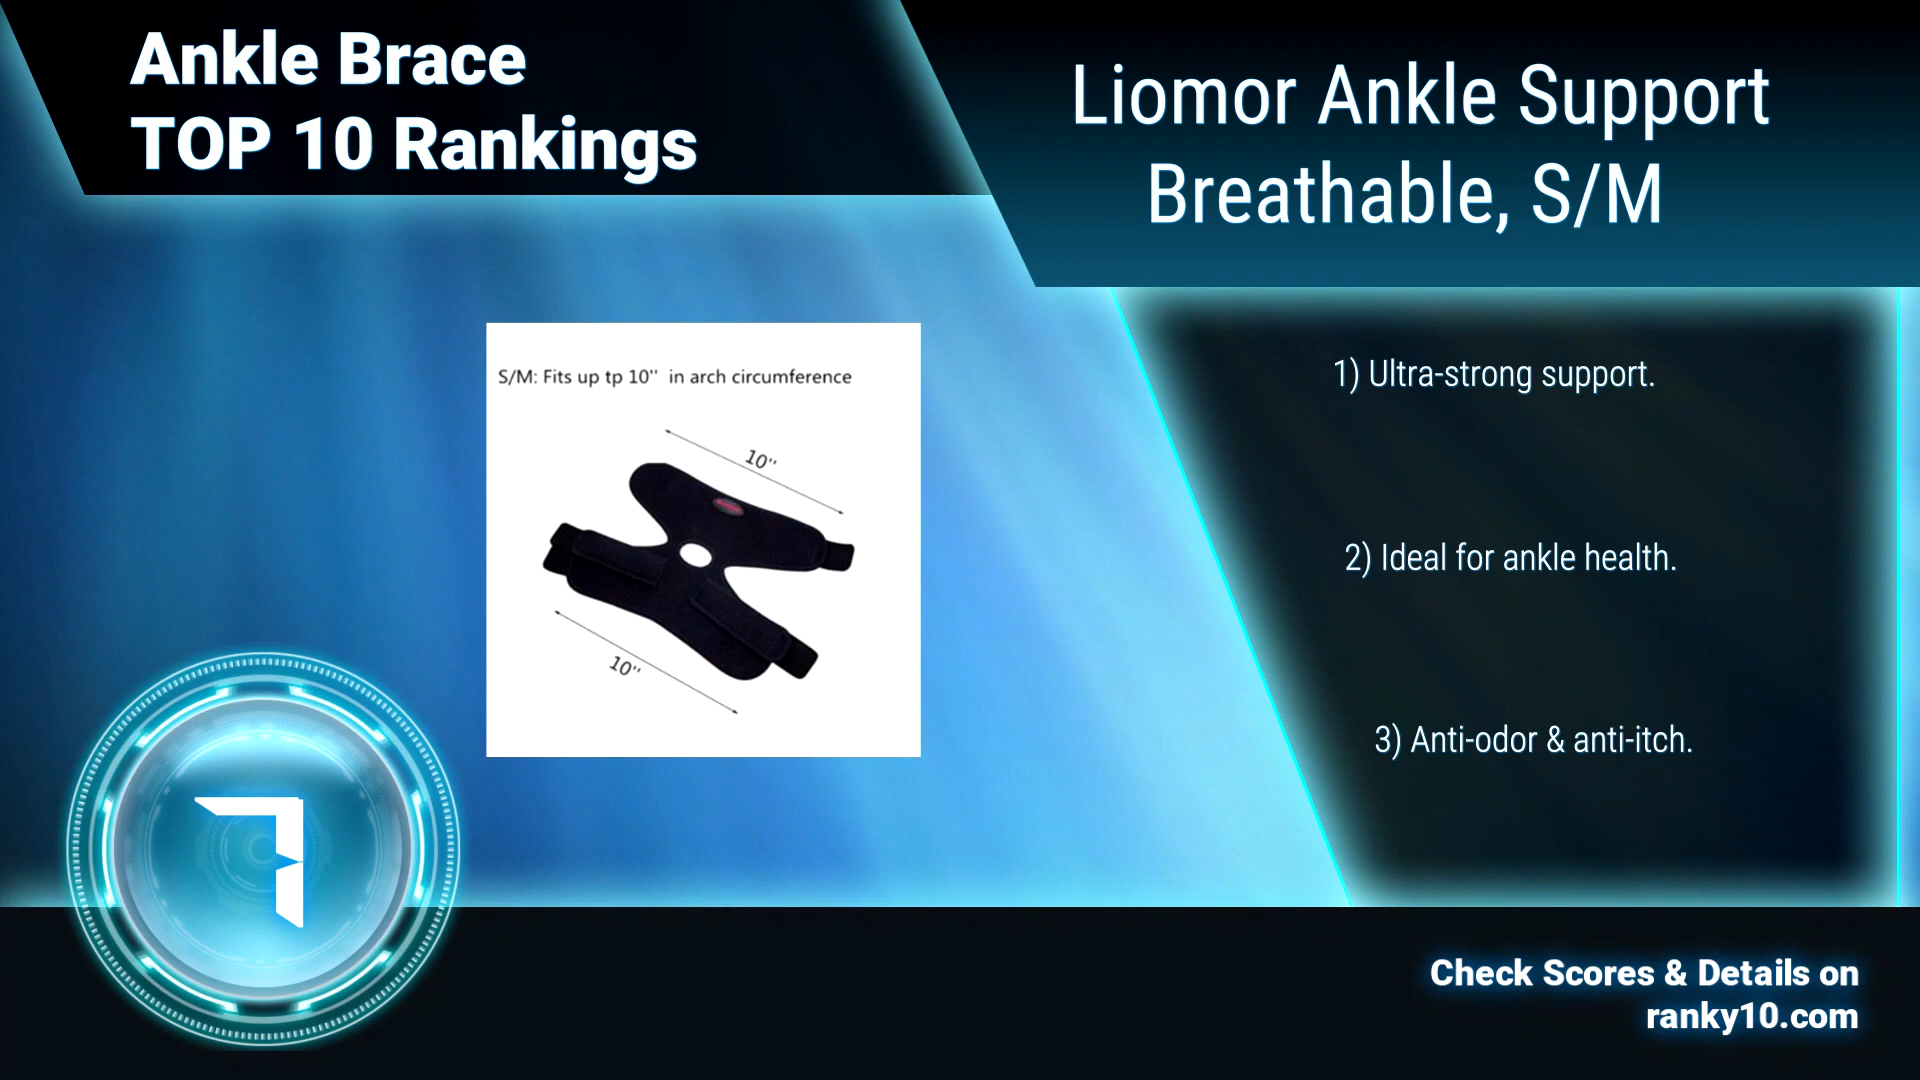 Ankle Brace
TOP 10 Rankings
Liomor Ankle Support
Breathable, S/M
S/M: Fits up tp 10'' in arch circumference
10''
10''
1) Ultra-strong support.
2) Ideal for ankle health.
3) Anti-odor & anti-itch.
7
Check Scores & Details on
ranky10.com